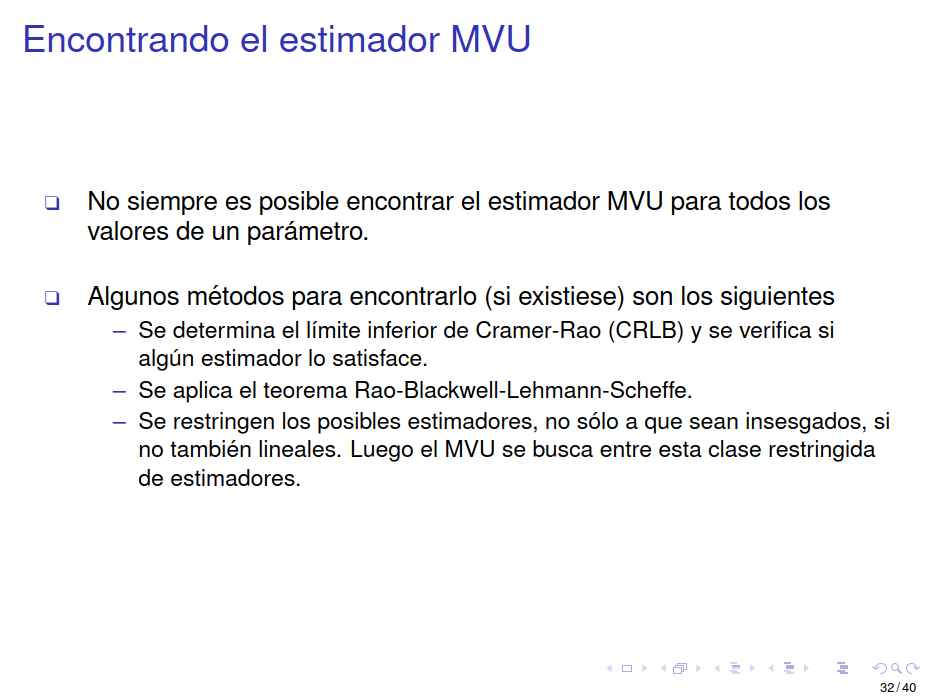 Encontrando el estimador MVU
No siempre es posible encontrar el estimador MVU para todos los
valores de un parámetro.
Algunos métodos para encontrarlo (si existiese) son los siguientes
– Se determina el límite inferior de Cramer-Rao (CRLB) y se verifica si
algún estimador lo satisface.
– Se aplica el teorema Rao-Blackwell-Lehmann-Scheffe.
– Se restringen los posibles estimadores, no sólo a que sean insesgados, si
no también lineales. Luego el MVU se busca entre esta clase restringida
de estimadores.
32 / 40